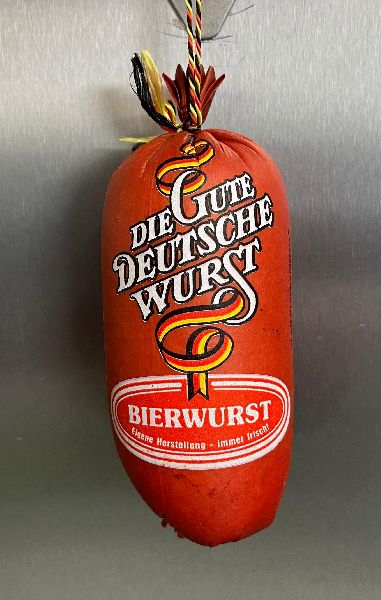 Die Gute
Deutsche
Wurst
BIERWURST
Eigene Herstellung - immer frisch!